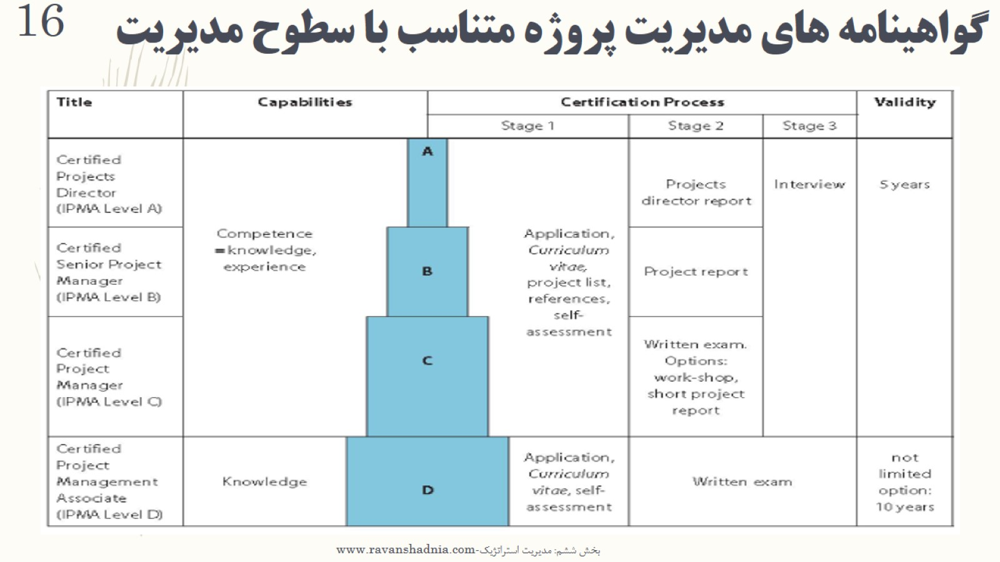 گواهینامه های مدیریت پروژه متناسب با سطوح مدیریت
16
Title
Capabilities
Certification Process
Validity
Stage 1
Stage 2
Stage 3
Certified
Projects
Director
(IPMA Level A)
A
Projects
director report
Interview
5 years
Competence
=knowledge,
experience
Application,
Curriculum
vitae,
project list,
references,
self-
assessment
Certified
Senior Project
Manager
(IPMA Level B)
B
Project report
Certified
Project
Manager
(IPMA Level C)
C
Written exam.
Options:
work-shop,
short project
report
Certified
Project
Management
Associate
(IPMA Level D)
Knowledge
D
Application,
Curriculum
vitae, self-
assessment
Written exam
not
limited
option:
10 years
بخش ششم: مدیریت استراتژیک-www.ravanshadnia.com